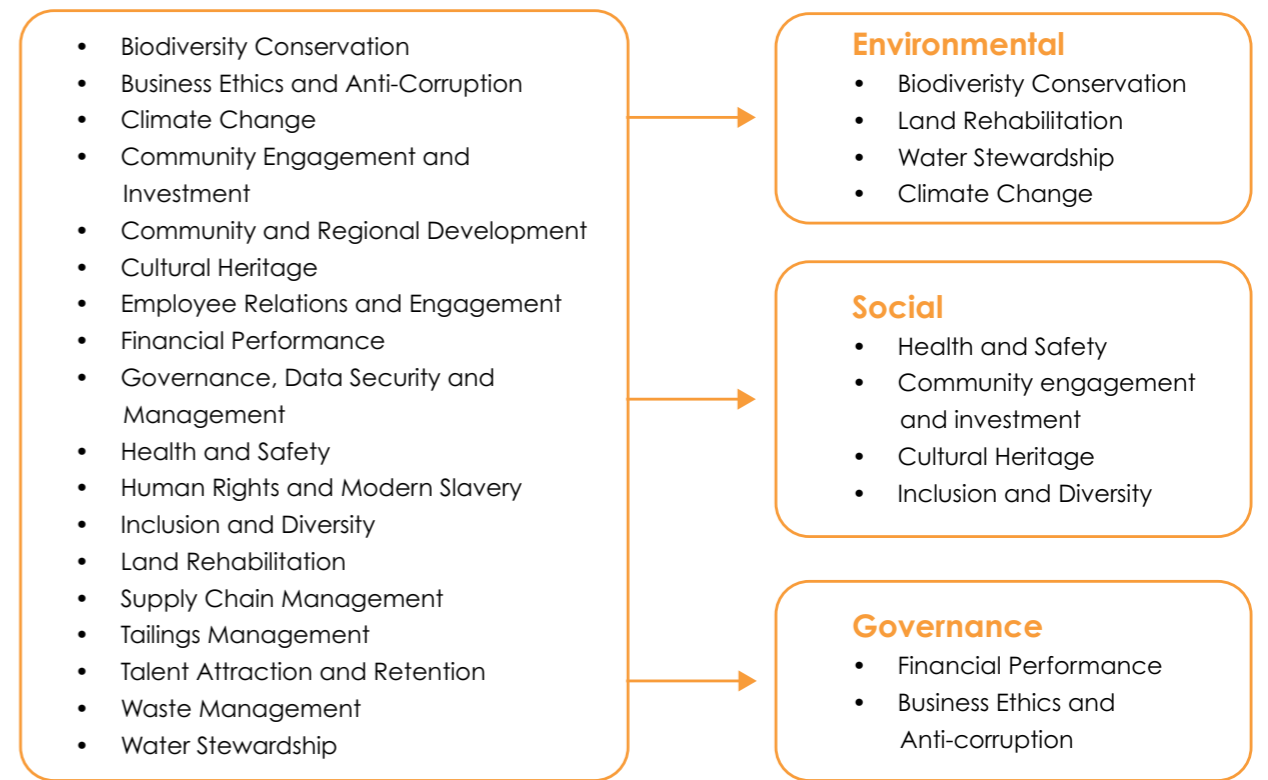 • Biodiversity Conservation
• Business Ethics and Anti-Corruption
• Climate Change
• Community Engagement and
Investment
• Community and Regional Development
• Cultural Heritage
• Employee Relations and Engagement
• Financial Performance
• Governance, Data Security and
Management
• Health and Safety
• Human Rights and Modern Slavery
• Inclusion and Diversity
• Land Rehabilitation
• Supply Chain Management
• Tailings Management
• Talent Attraction and Retention
• Waste Management
• Water Stewardship
Environmental
• Biodiveristy Conservation
• Land Rehabilitation
• Water Stewardship
• Climate Change
Social
• Health and Safety
• Community engagement
and investment
• Cultural Heritage
• Inclusion and Diversity
Governance
• Financial Performance
• Business Ethics and
Anti-corruption